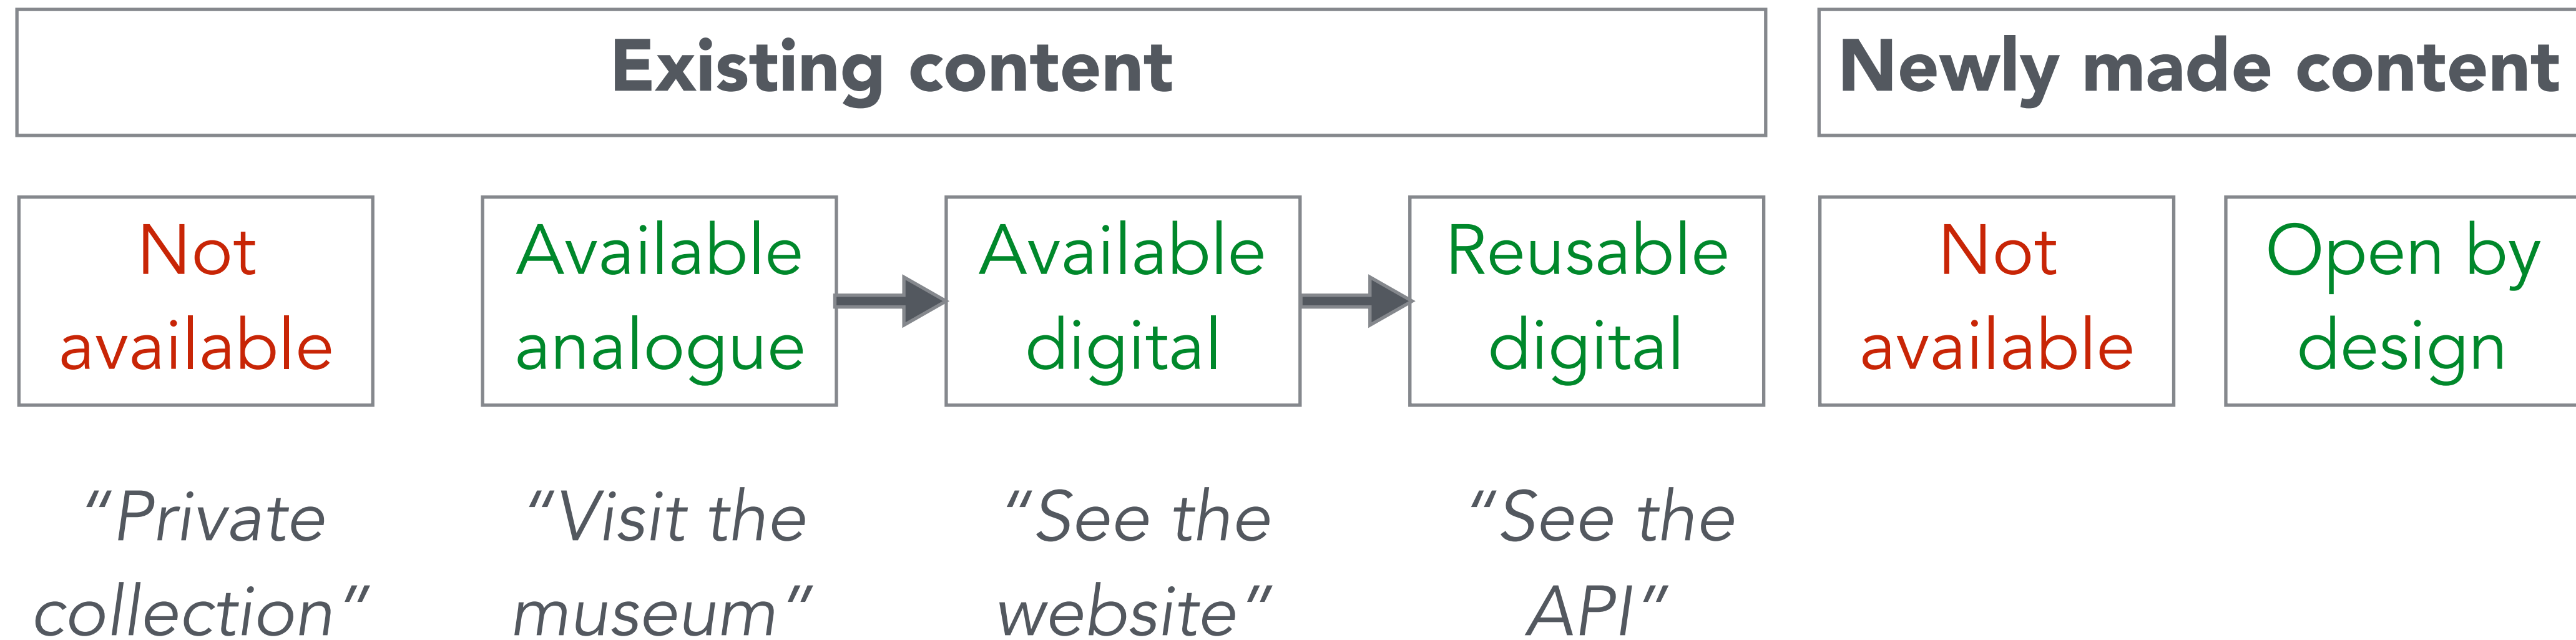 Existing content
Newly made content
Not
available
Available
analogue
Available
digital
Reusable
digital
Not
available
Open by
design
“Private
collection”
“Visit the
museum”
“See the
website”
“See the
API”